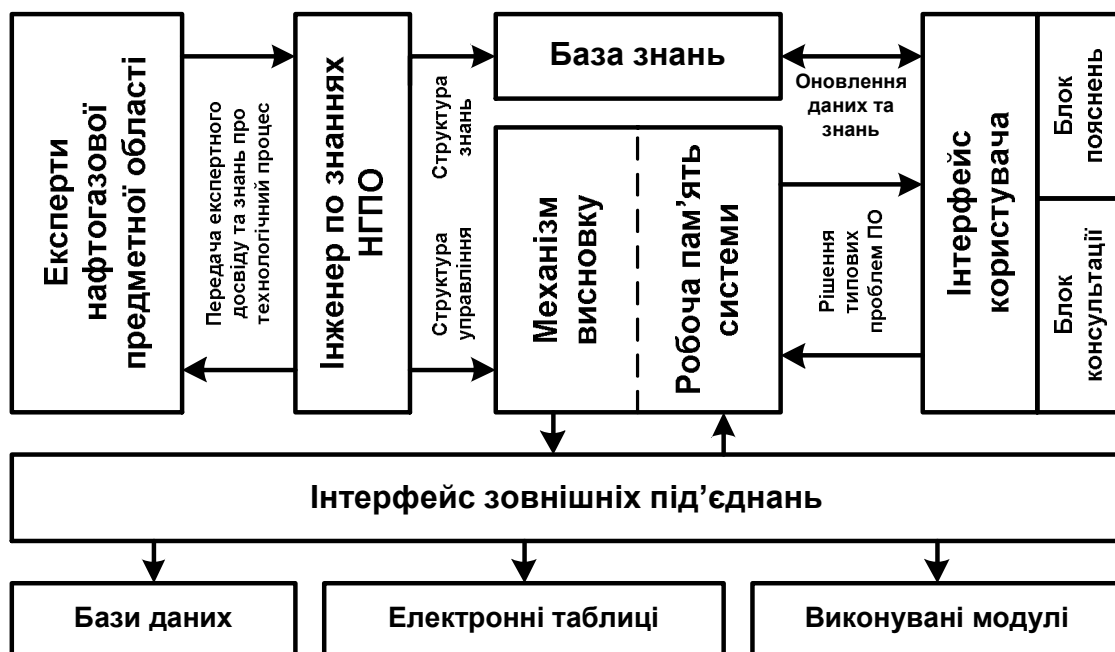 Експерти
нафтогазової
предметної області
Передача експертного
досвіду та знань про
технологічний процес
Інженер по знаннях
НГПО
Структура
знань
Структура
управління
База знань
Механізм
висновку
Робоча пам’ять
системи
Оновлення
даних та
знань
Рішення
типових
проблем ПО
Інтерфейс
користувача
Блок
пояснень
Блок
консультації
Інтерфейс зовнішніх під’єднань
Бази даних
Електронні таблиці
Виконувані модулі